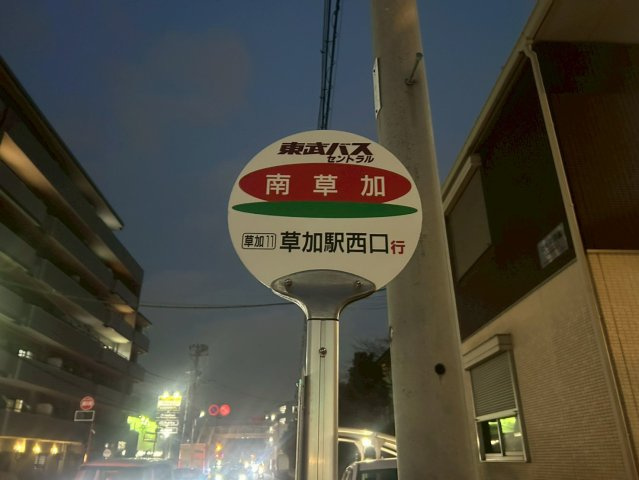 東武バス
セントラル
南草加
草加11 草加駅西口行